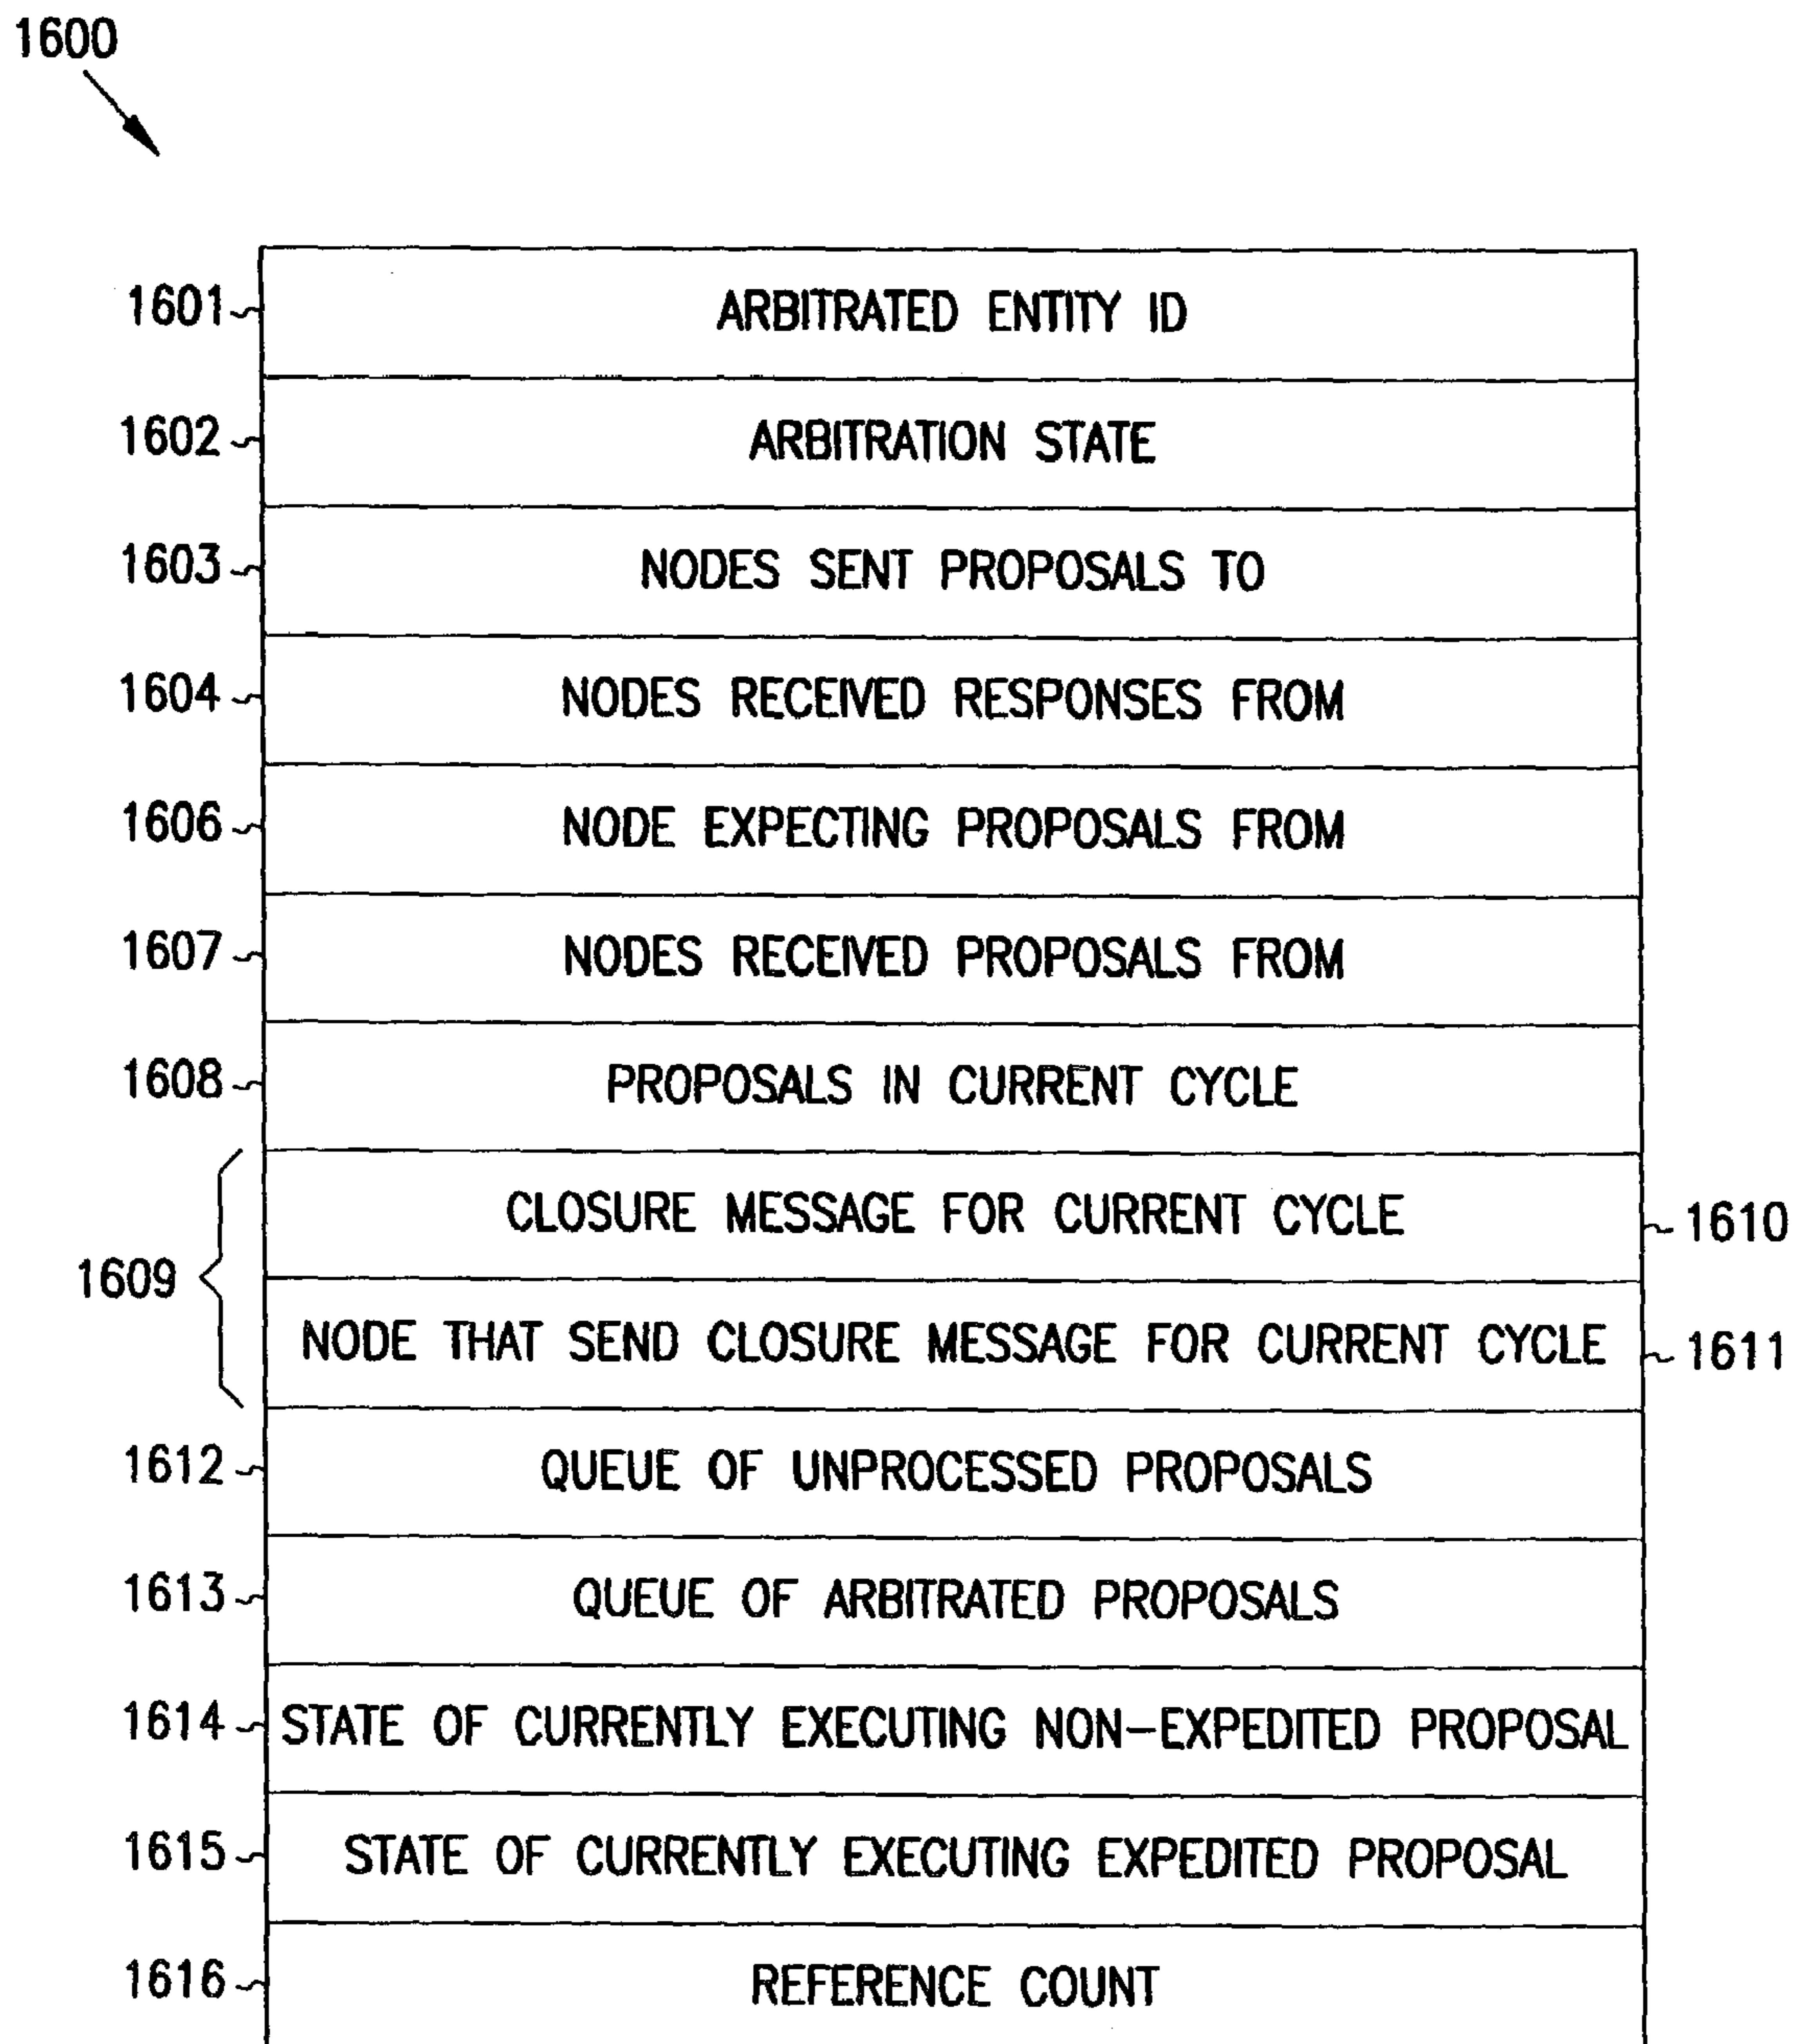 1600
1601 ARBITRATED ENTITY ID
1602 ARBITRATION STATE
1603 NODES SENT PROPOSALS TO
1604 NODES RECEIVED RESPONSES FROM
1606 NODE EXPECTING PROPOSALS FROM
1607 NODES RECEIVED PROPOSALS FROM
1608 PROPOSALS IN CURRENT CYCLE
CLOSURE MESSAGE FOR CURRENT CYCLE 1610
1609
NODE THAT SEND CLOSURE MESSAGE FOR CURRENT CYCLE 1611
1612 QUEUE OF UNPROCESSED PROPOSALS
1613 QUEUE OF ARBITRATED PROPOSALS
1614 STATE OF CURRENTLY EXECUTING NON-EXPEDITED PROPOSAL
1615 STATE OF CURRENTLY EXECUTING EXPEDITED PROPOSAL
1616 REFERENCE COUNT